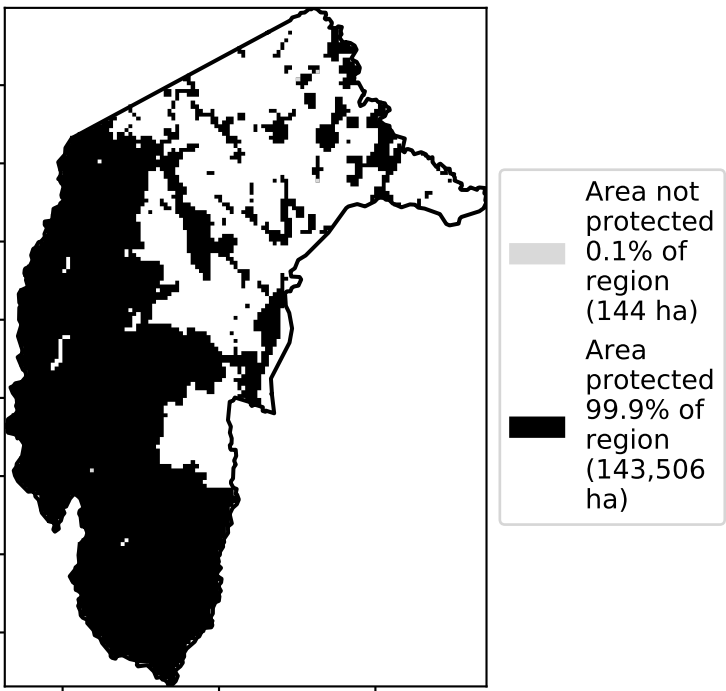 Area not
protected
0.1% of
region
(144 ha)
Area
protected
99.9% of
region
(143,506
ha)